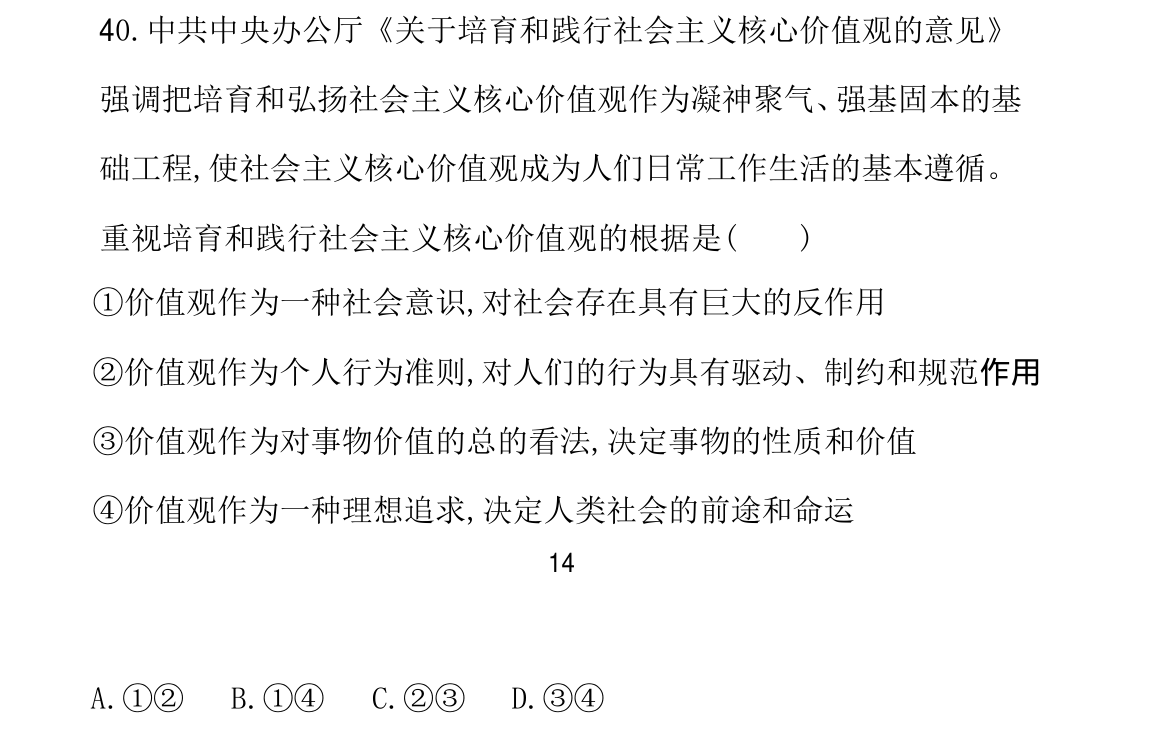 40.中共中央办公厅《关于培育和践行社会主义核心价值观的意见》
强调把培育和弘扬社会主义核心价值观作为凝神聚气、强基固本的基
础工程,使社会主义核心价值观成为人们日常工作生活的基本遵循。
重视培育和践行社会主义核心价值观的根据是(　　)
①价值观作为一种社会意识,对社会存在具有巨大的反作用
②价值观作为个人行为准则,对人们的行为具有驱动、制约和规范作用
③价值观作为对事物价值的总的看法,决定事物的性质和价值
④价值观作为一种理想追求,决定人类社会的前途和命运
14
A.①②　B.①④　C.②③　D.③④